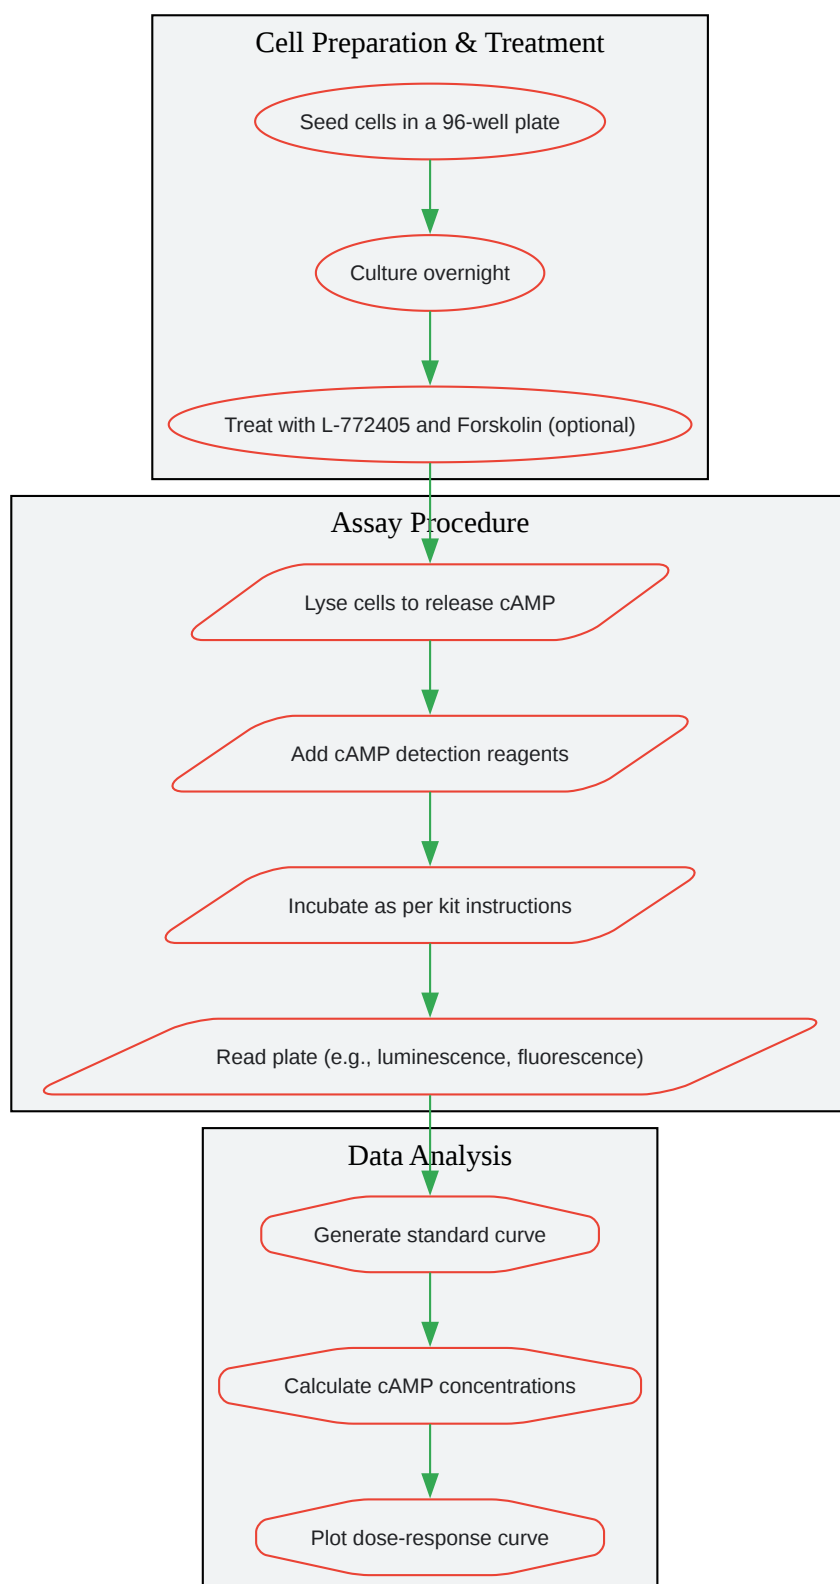 Cell Preparation & Treatment
Seed cells in a 96-well plate
Culture overnight
Treat with L-772405 and Forskolin (optional)
Assay Procedure
Lyse cells to release cAMP
Add cAMP detection reagents
Incubate as per kit instructions
Read plate (e.g., luminescence, fluorescence)
Data Analysis
Generate standard curve
Calculate cAMP concentrations
Plot dose-response curve